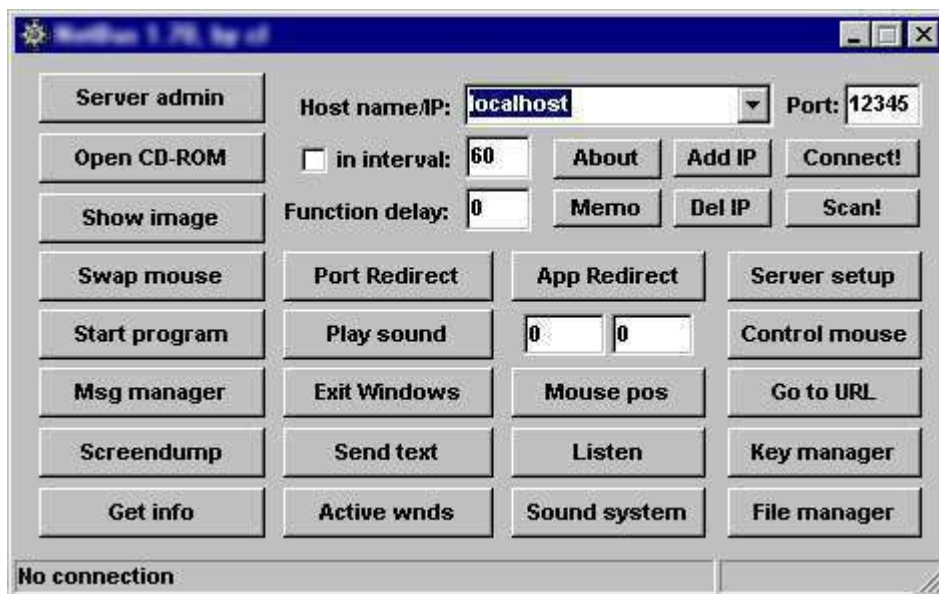 Server admin
Host name/IP: localhost Port: 12345
Open CD-ROM
in interval: 60 About Add IP Connect!
Show image
Function delay: 0 Memo Del IP Scan!
Swap mouse Port Redirect App Redirect Server setup
Start program Play sound 0 0 Control mouse
Msg manager Exit Windows Mouse pos Go to URL
Screendump Send text Listen Key manager
Get info Active wnds Sound system File manager
No connection